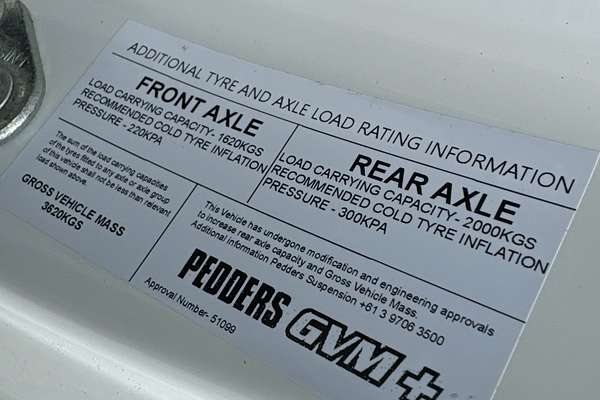 ADDITIONAL TYRE AND AXLE LOAD RATING INFORMATION
FRONT AXLE
LOAD CARRYING CAPACITY- 1620KGS
RECOMMENDED COLD TYRE INFLATION
PRESSURE - 220KPA
REAR AXLE
LOAD CARRYING CAPACITY- 2000KGS
RECOMMENDED COLD TYRE INFLATION
PRESSURE - 300KPA
The sum of the load carrying capacities
of the tyres fitted to any axle or axle group
of this vehicle shall not be less than relevant
load shown above.
GROSS VEHICLE MASS
3620KGS
This Vehicle has undergone modification and engineering approvals
to increase rear axle capacity and Gross Vehicle Mass.
Additional information Pedders Suspension +61 3 9706 3500
PEDDERS GVM +
Approval Number- 51099